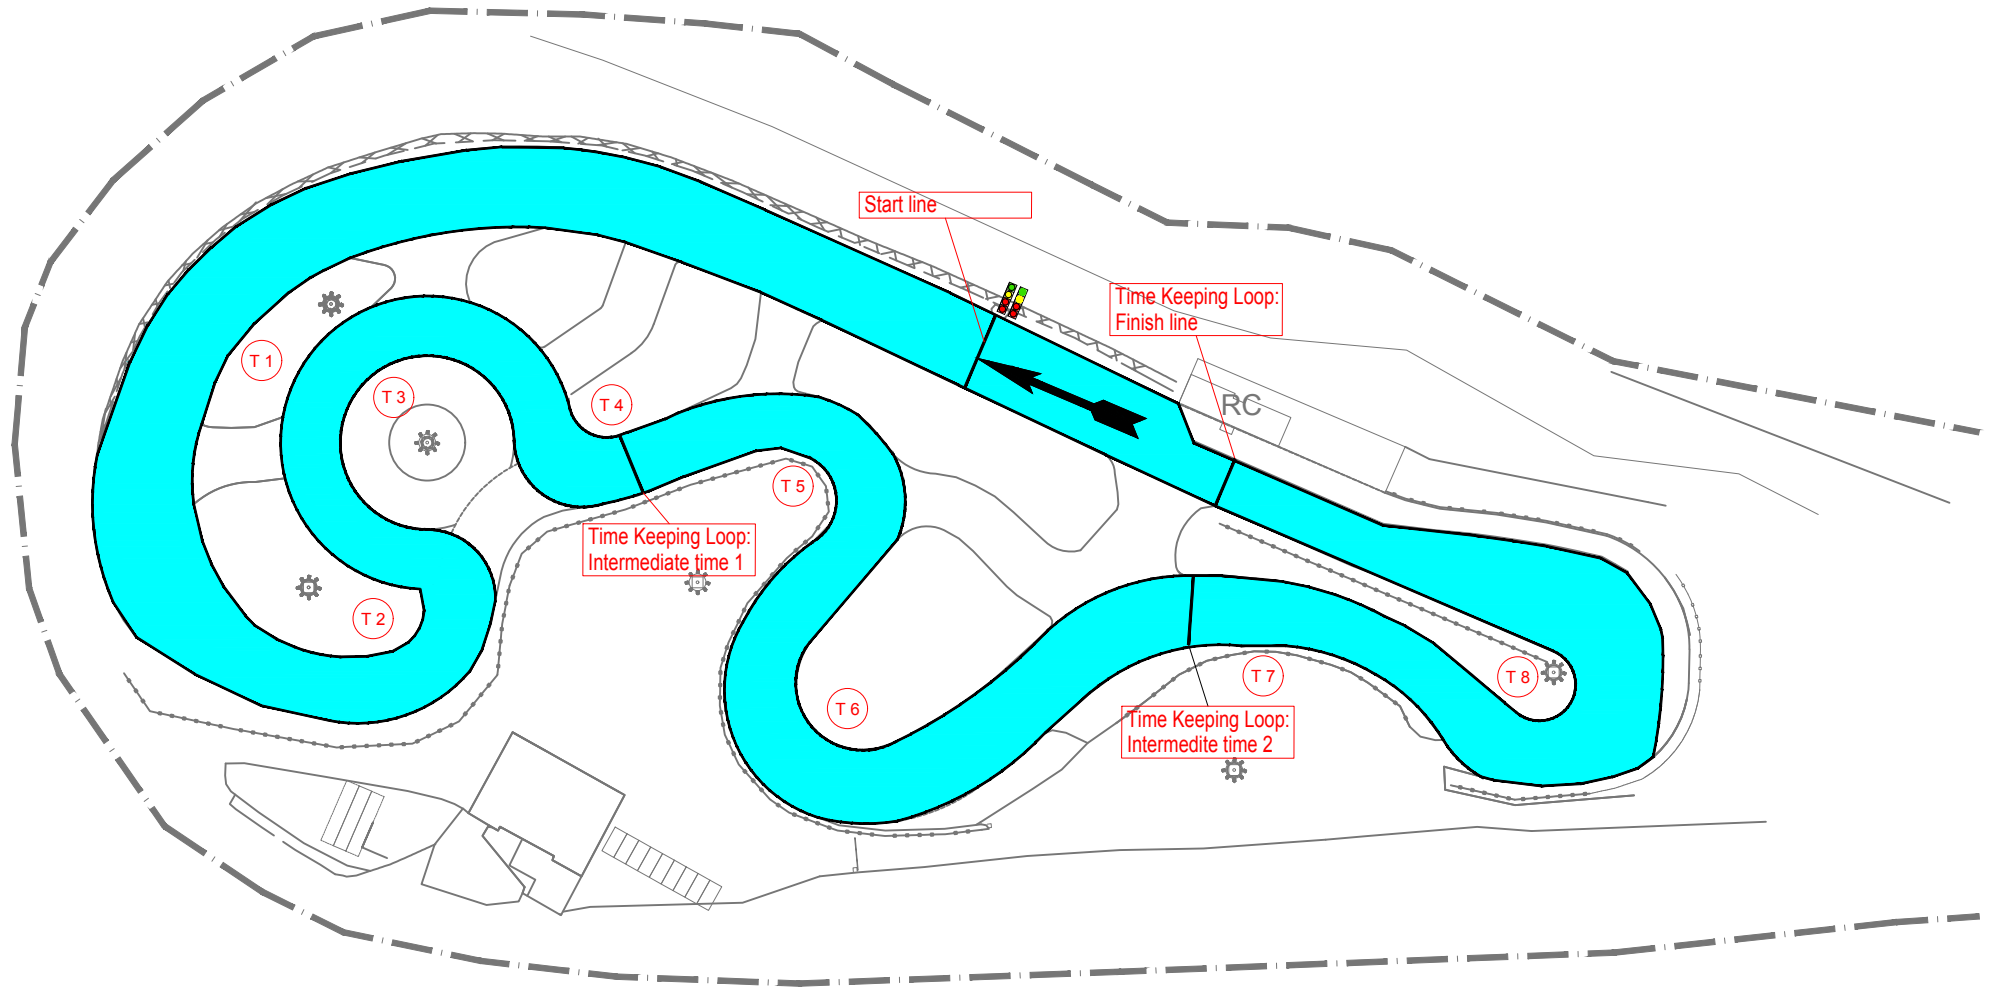 Start line
Time Keeping Loop:
Finish line
T 1
T 3
T 4
RC
T 5
Time Keeping Loop:
Intermediate time 1
T 2
T 6
T 7
T 8
Time Keeping Loop:
Intermedite time 2